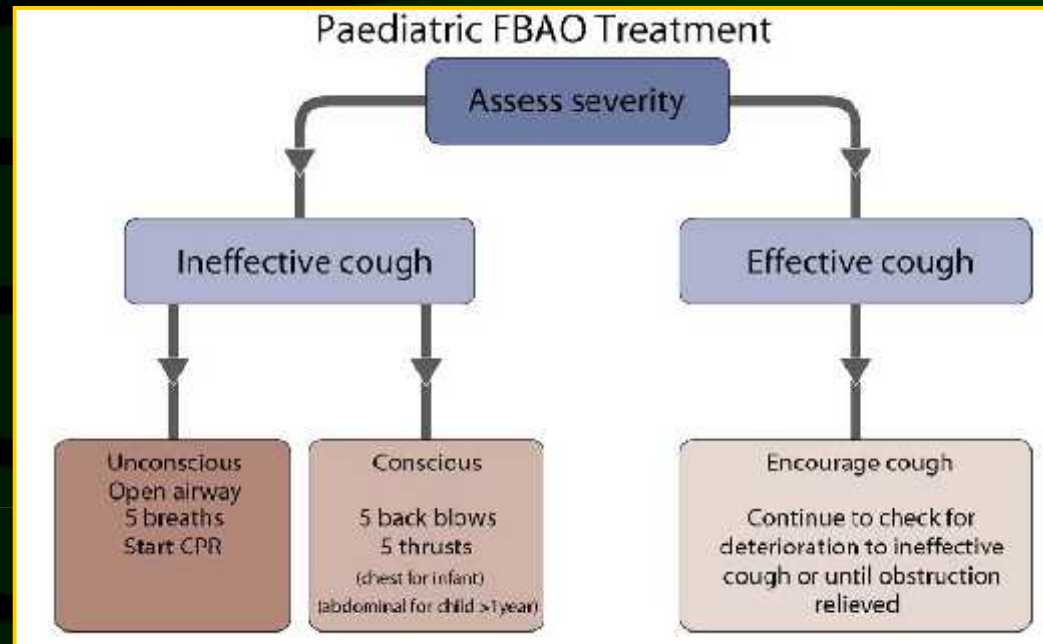 Paediatric FBAO Treatment
Assess severity
Ineffective cough
Effective cough
Unconscious
Open airway
5 breaths
Start CPR
Conscious
5 back blows
5 thrusts
(chest for infant)
(abdominal for child >1year)
Encourage cough
Continue to check for
deterioration to ineffective
cough or until obstruction
relieved